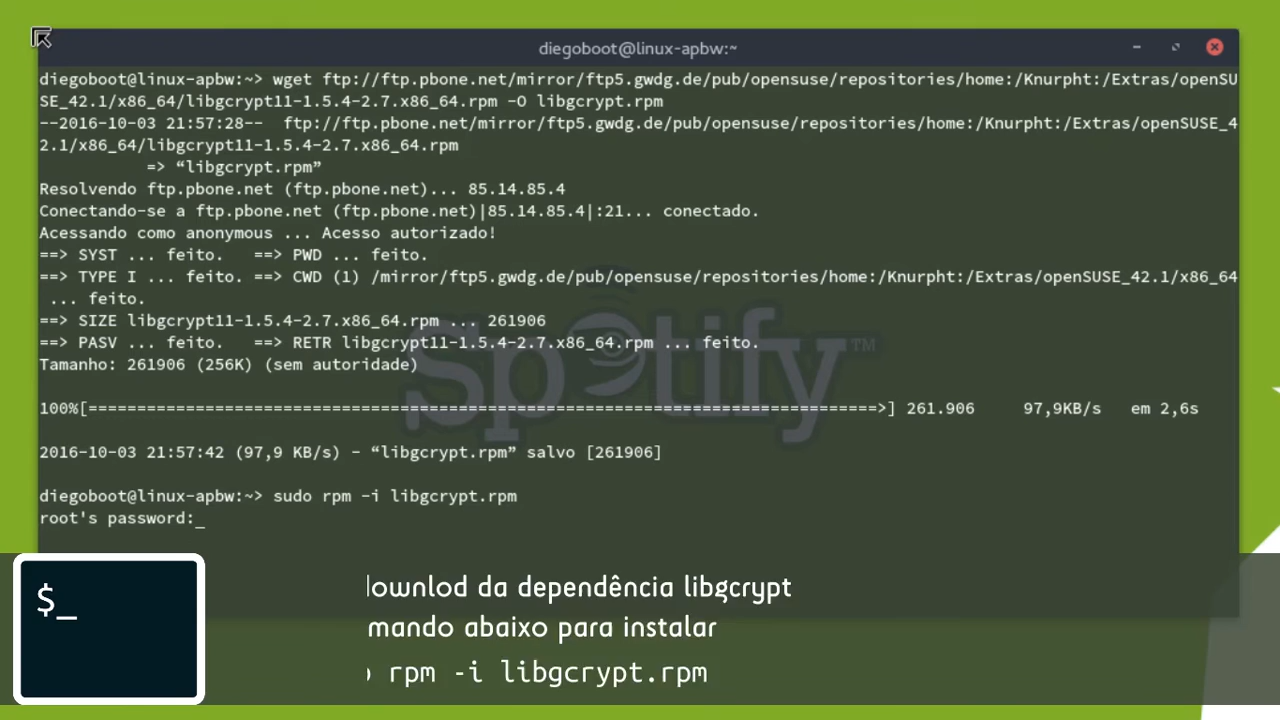 diegoboot@linux-apbw:~
diegoboot@linux-apbw:~> wget ftp://ftp.pbone.net/mirror/ftp5.gwdg.de/pub/opensuse/repositories/home:/Knurpht:/Extras/openSU
SE_42.1/x86_64/libgcrypt11-1.5.4-2.7.x86_64.rpm -O libgcrypt.rpm
--2016-10-03 21:57:28--  ftp://ftp.pbone.net/mirror/ftp5.gwdg.de/pub/opensuse/repositories/home:/Knurpht:/Extras/openSUSE_4
2.1/x86_64/libgcrypt11-1.5.4-2.7.x86_64.rpm
=> “libgcrypt.rpm”
Resolvendo ftp.pbone.net (ftp.pbone.net)... 85.14.85.4
Conectando-se a ftp.pbone.net (ftp.pbone.net)|85.14.85.4|:21... conectado.
Acessando como anonymous ... Acesso autorizado!
==> SYST ... feito.   ==> PWD ... feito.
==> TYPE I ... feito. ==> CWD (1) /mirror/ftp5.gwdg.de/pub/opensuse/repositories/home:/Knurpht:/Extras/openSUSE_42.1/x86_64
... feito.
==> SIZE libgcrypt11-1.5.4-2.7.x86_64.rpm ... 261906
==> PASV ... feito.   ==> RETR libgcrypt11-1.5.4-2.7.x86_64.rpm ... feito.
Spotify™
Tamanho: 261906 (256K) (sem autoridade)
100%[=================================================================================>] 261.906     97,9KB/s   em 2,6s
2016-10-03 21:57:42 (97,9 KB/s) - “libgcrypt.rpm” salvo [261906]
diegoboot@linux-apbw:~> sudo rpm -i libgcrypt.rpm
root's password:_
$_
downlod da dependência libgcrypt
mando abaixo para instalar
o rpm -i libgcrypt.rpm